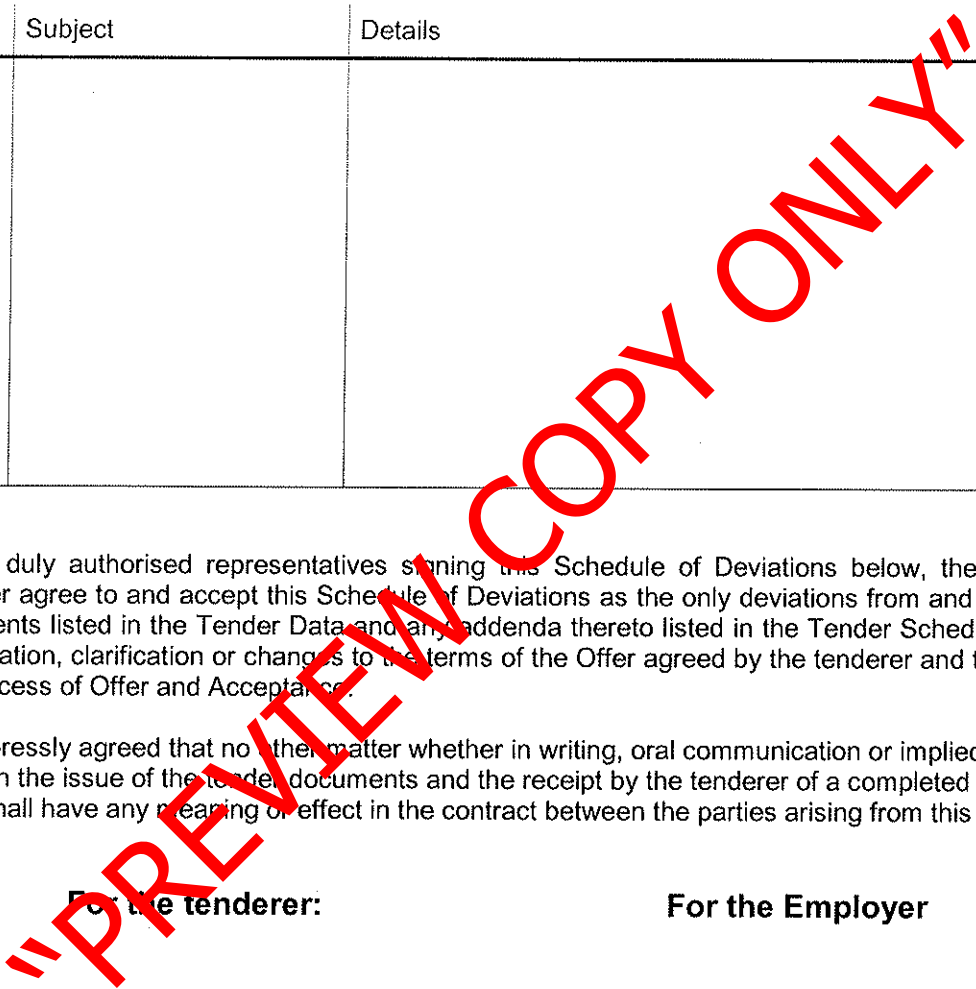 Subject Details
duly authorised representatives signing this Schedule of Deviations below, the
r agree to and accept this Schedule of Deviations as the only deviations from and
ents listed in the Tender Data and any addenda thereto listed in the Tender Sched
ation, clarification or changes to the terms of the Offer agreed by the tenderer and t
cess of Offer and Acceptance.
ressly agreed that no other matter whether in writing, oral communication or implied
n the issue of the tender documents and the receipt by the tenderer of a completed
hall have any meaning or effect in the contract between the parties arising from this
For the tenderer: For the Employer
"PREVIEW COPY ONLY"